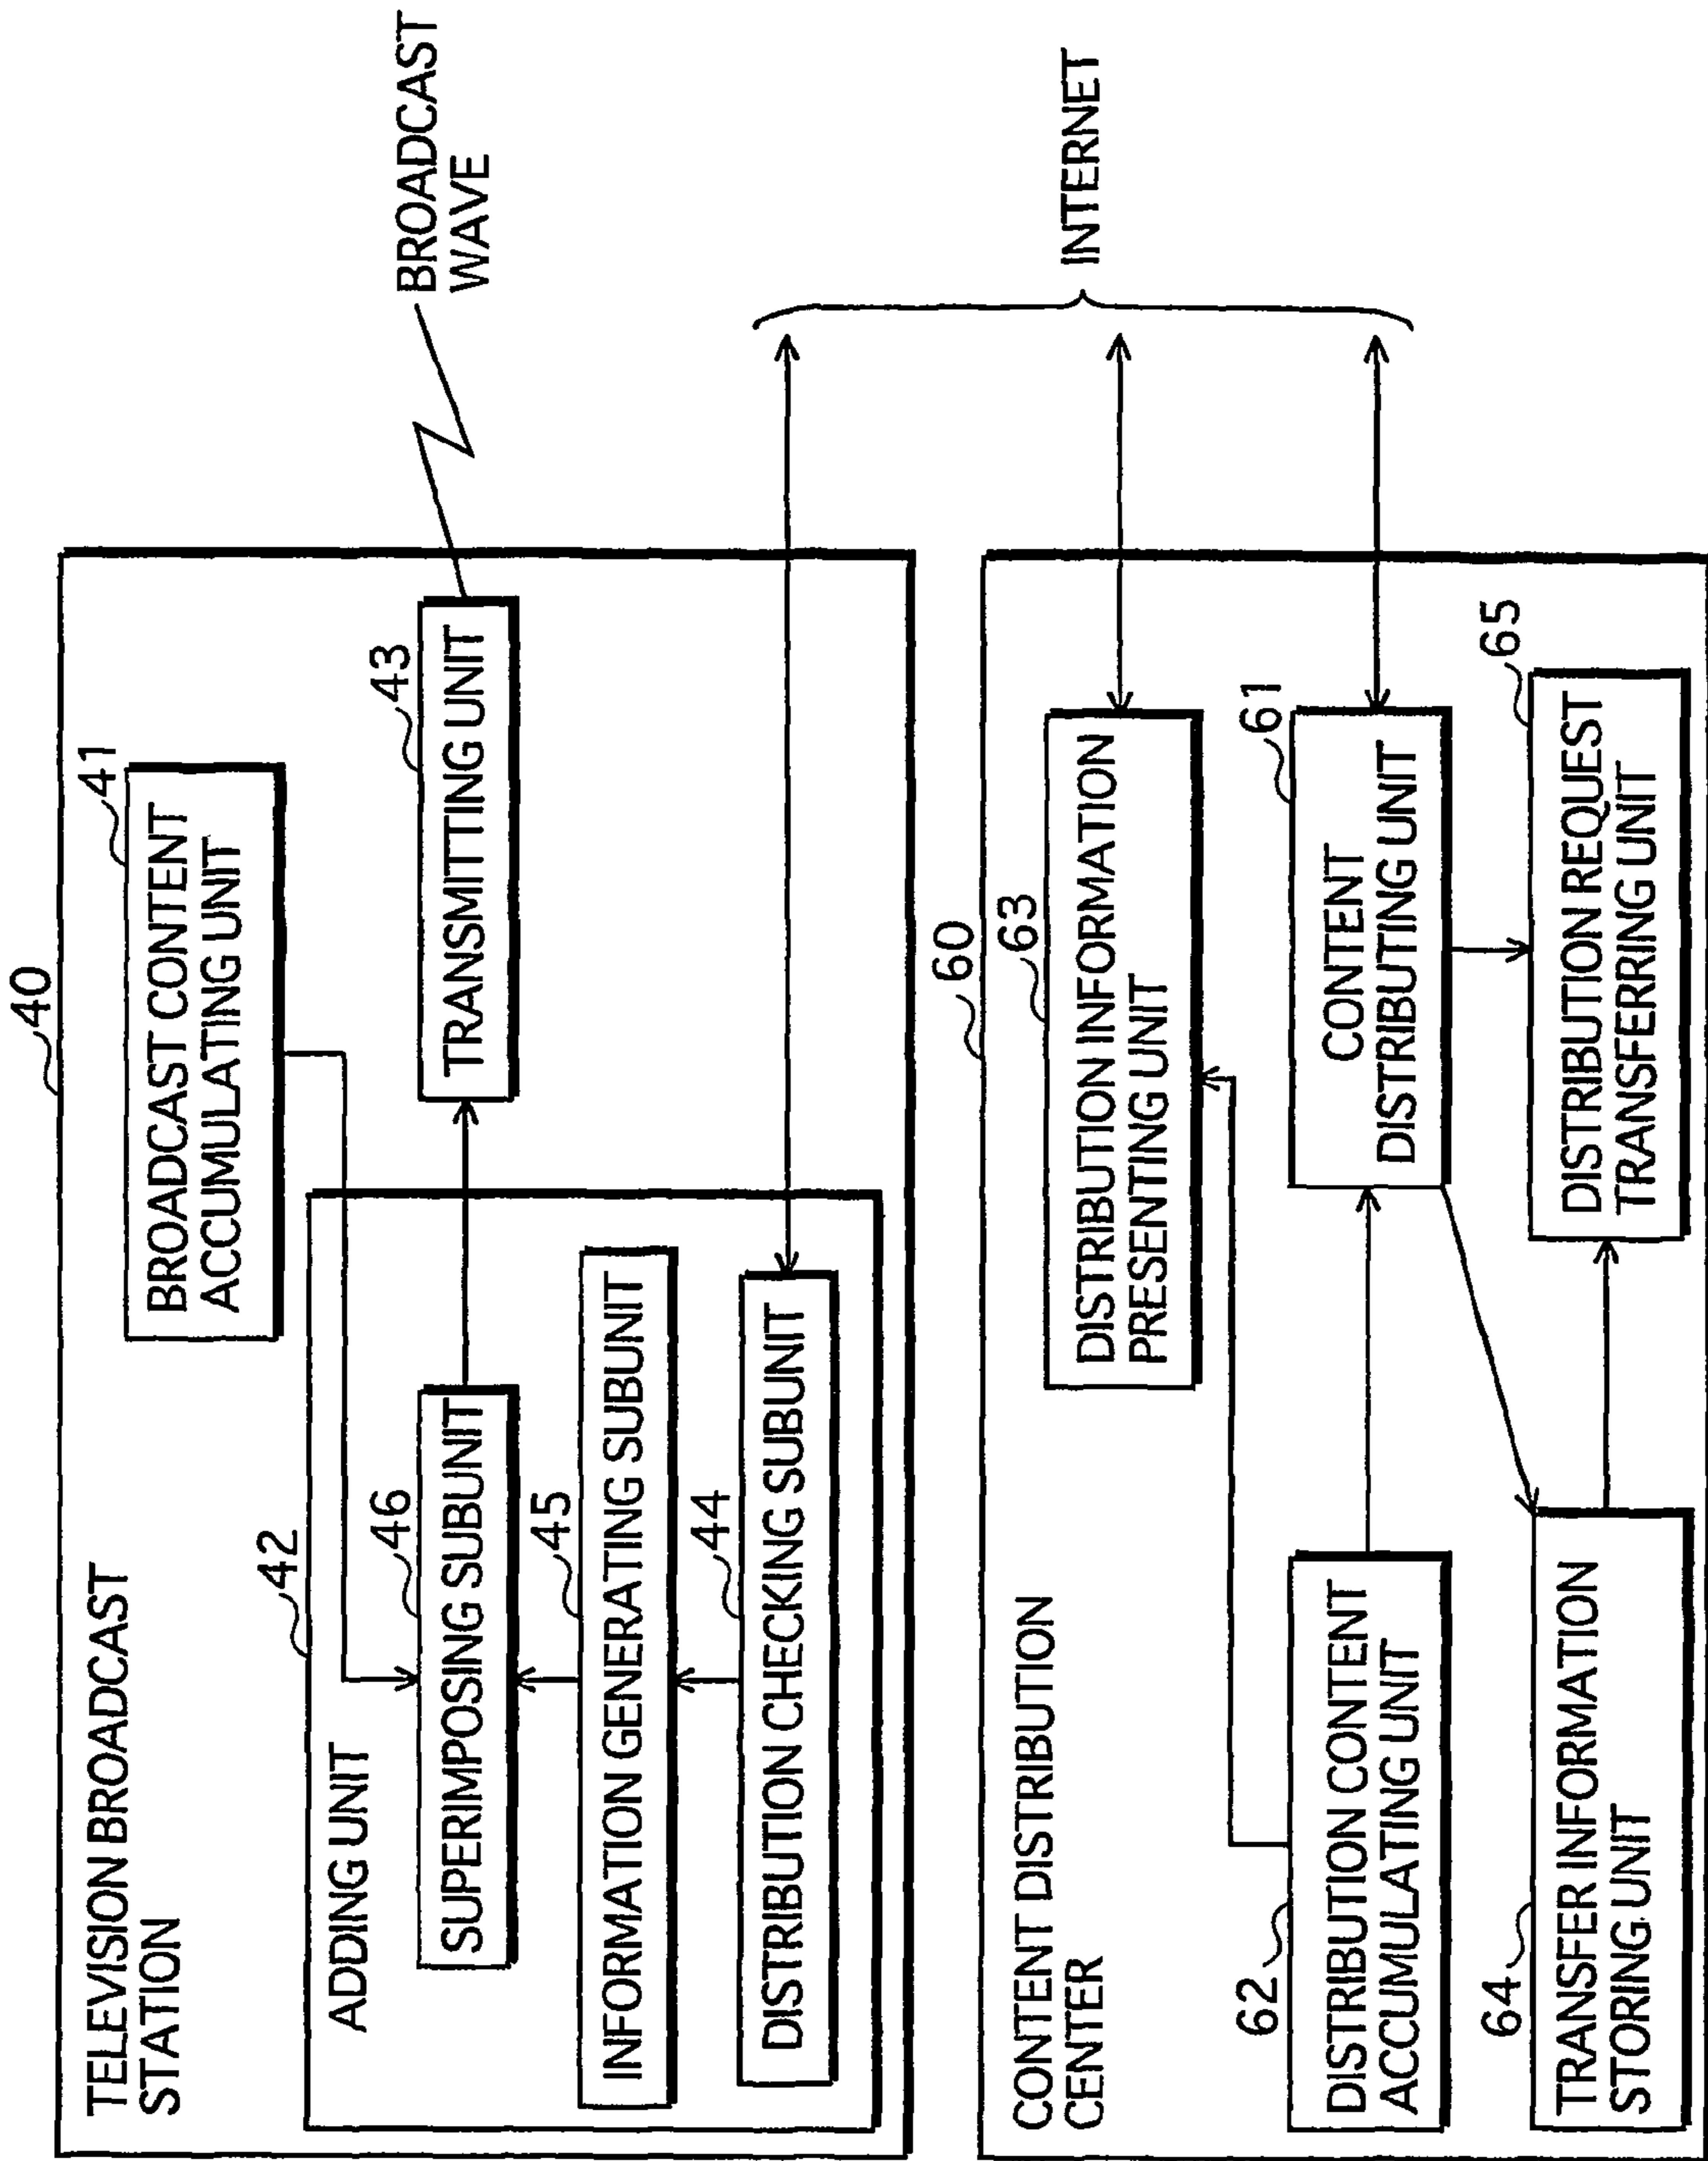 40
TELEVISION BROADCAST
STATION
41
BROADCAST CONTENT
ACCUMULATING UNIT
42
ADDING UNIT
46
SUPERIMPOSING SUBUNIT
43
TRANSMITTING UNIT
BROADCAST
WAVE
45
INFORMATION GENERATING SUBUNIT
44
DISTRIBUTION CHECKING SUBUNIT
INTERNET
60
CONTENT DISTRIBUTION
CENTER
63
DISTRIBUTION INFORMATION
PRESENTING UNIT
62
DISTRIBUTION CONTENT
ACCUMULATING UNIT
61
CONTENT
DISTRIBUTING UNIT
64
TRANSFER INFORMATION
STORING UNIT
65
DISTRIBUTION REQUEST
TRANSFERRING UNIT